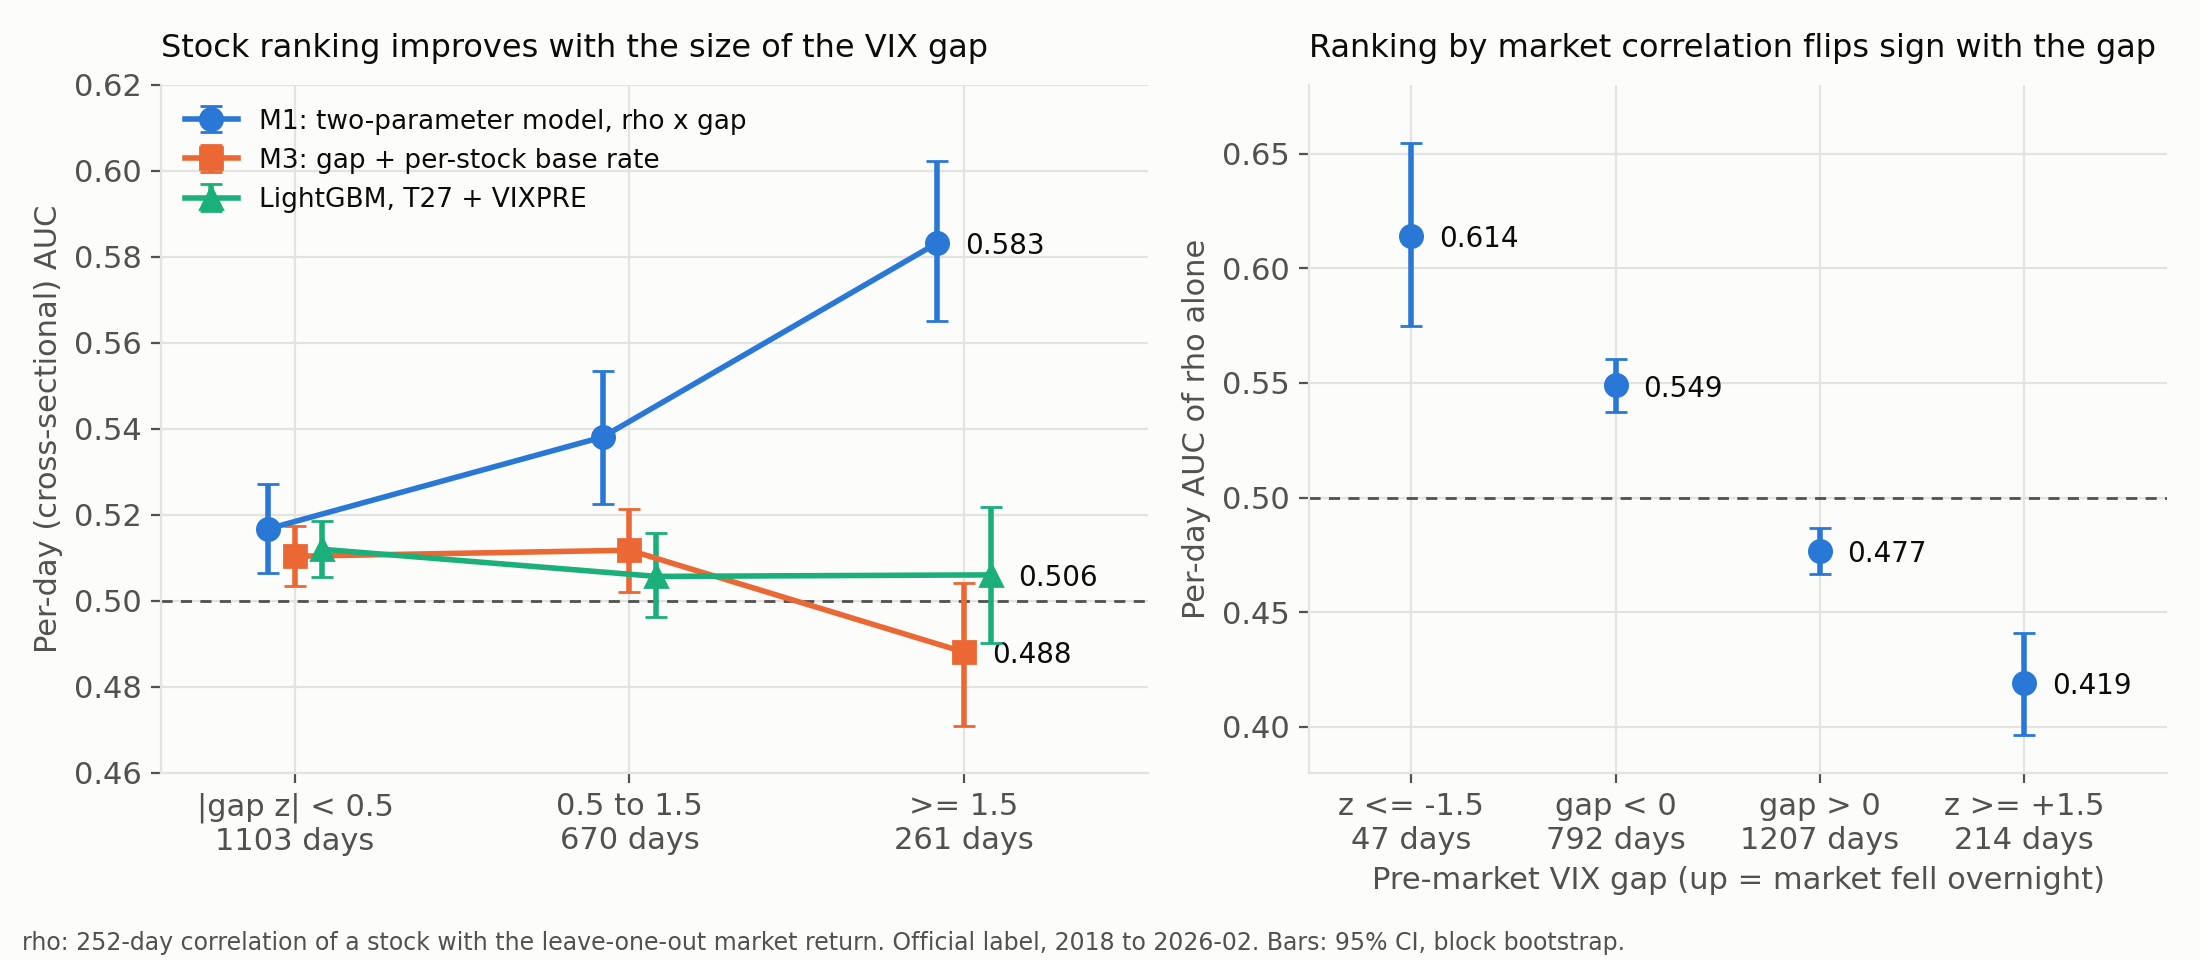 Stock ranking improves with the size of the VIX gap
0.62
0.60
0.58
0.56
0.54
0.52
0.50
0.48
0.46
Per-day (cross-sectional) AUC
M1: two-parameter model, rho x gap
M3: gap + per-stock base rate
LightGBM, T27 + VIXPRE
0.583
0.506
0.488
|gap z| < 0.5
1103 days
0.5 to 1.5
670 days
>= 1.5
261 days
Ranking by market correlation flips sign with the gap
0.65
0.60
0.55
0.50
0.45
0.40
Per-day AUC of rho alone
0.614
0.549
0.477
0.419
z <= -1.5
47 days
gap < 0
792 days
gap > 0
1207 days
z >= +1.5
214 days
Pre-market VIX gap (up = market fell overnight)
rho: 252-day correlation of a stock with the leave-one-out market return. Official label, 2018 to 2026-02. Bars: 95% CI, block bootstrap.